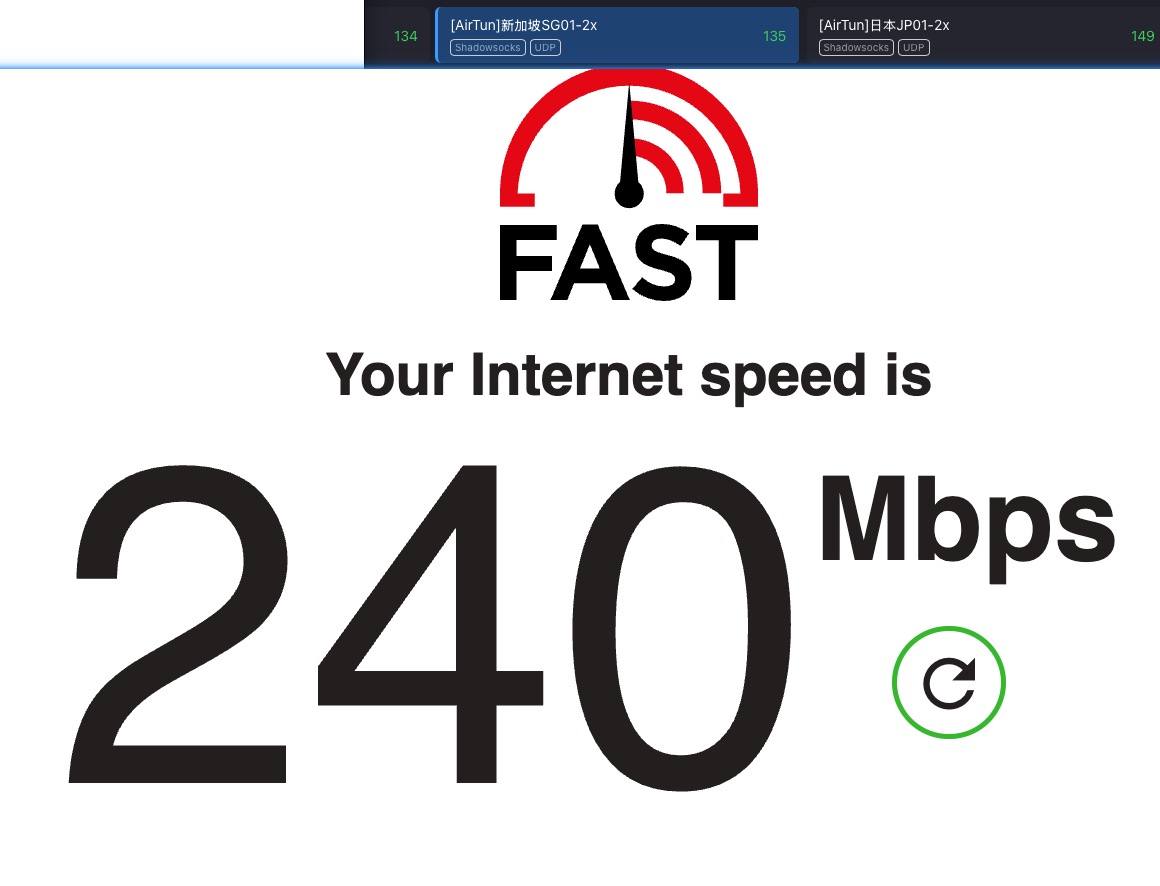 134
[AirTun]新加坡SG01-2x
Shadowsocks UDP
135
[AirTun]日本JP01-2x
Shadowsocks UDP
149
FAST
Your Internet speed is
240 Mbps